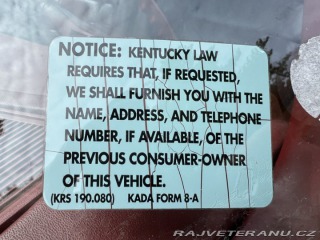 NOTICE: KENTUCKY LAW
REQUIRES THAT, IF REQUESTED,
WE SHALL FURNISH YOU WITH THE
NAME, ADDRESS, AND TELEPHONE
NUMBER, IF AVAILABLE, OF THE
PREVIOUS CONSUMER-OWNER
OF THIS VEHICLE.
(KRS 190.080) KADA FORM 8-A
RAJVETERANU.CZ